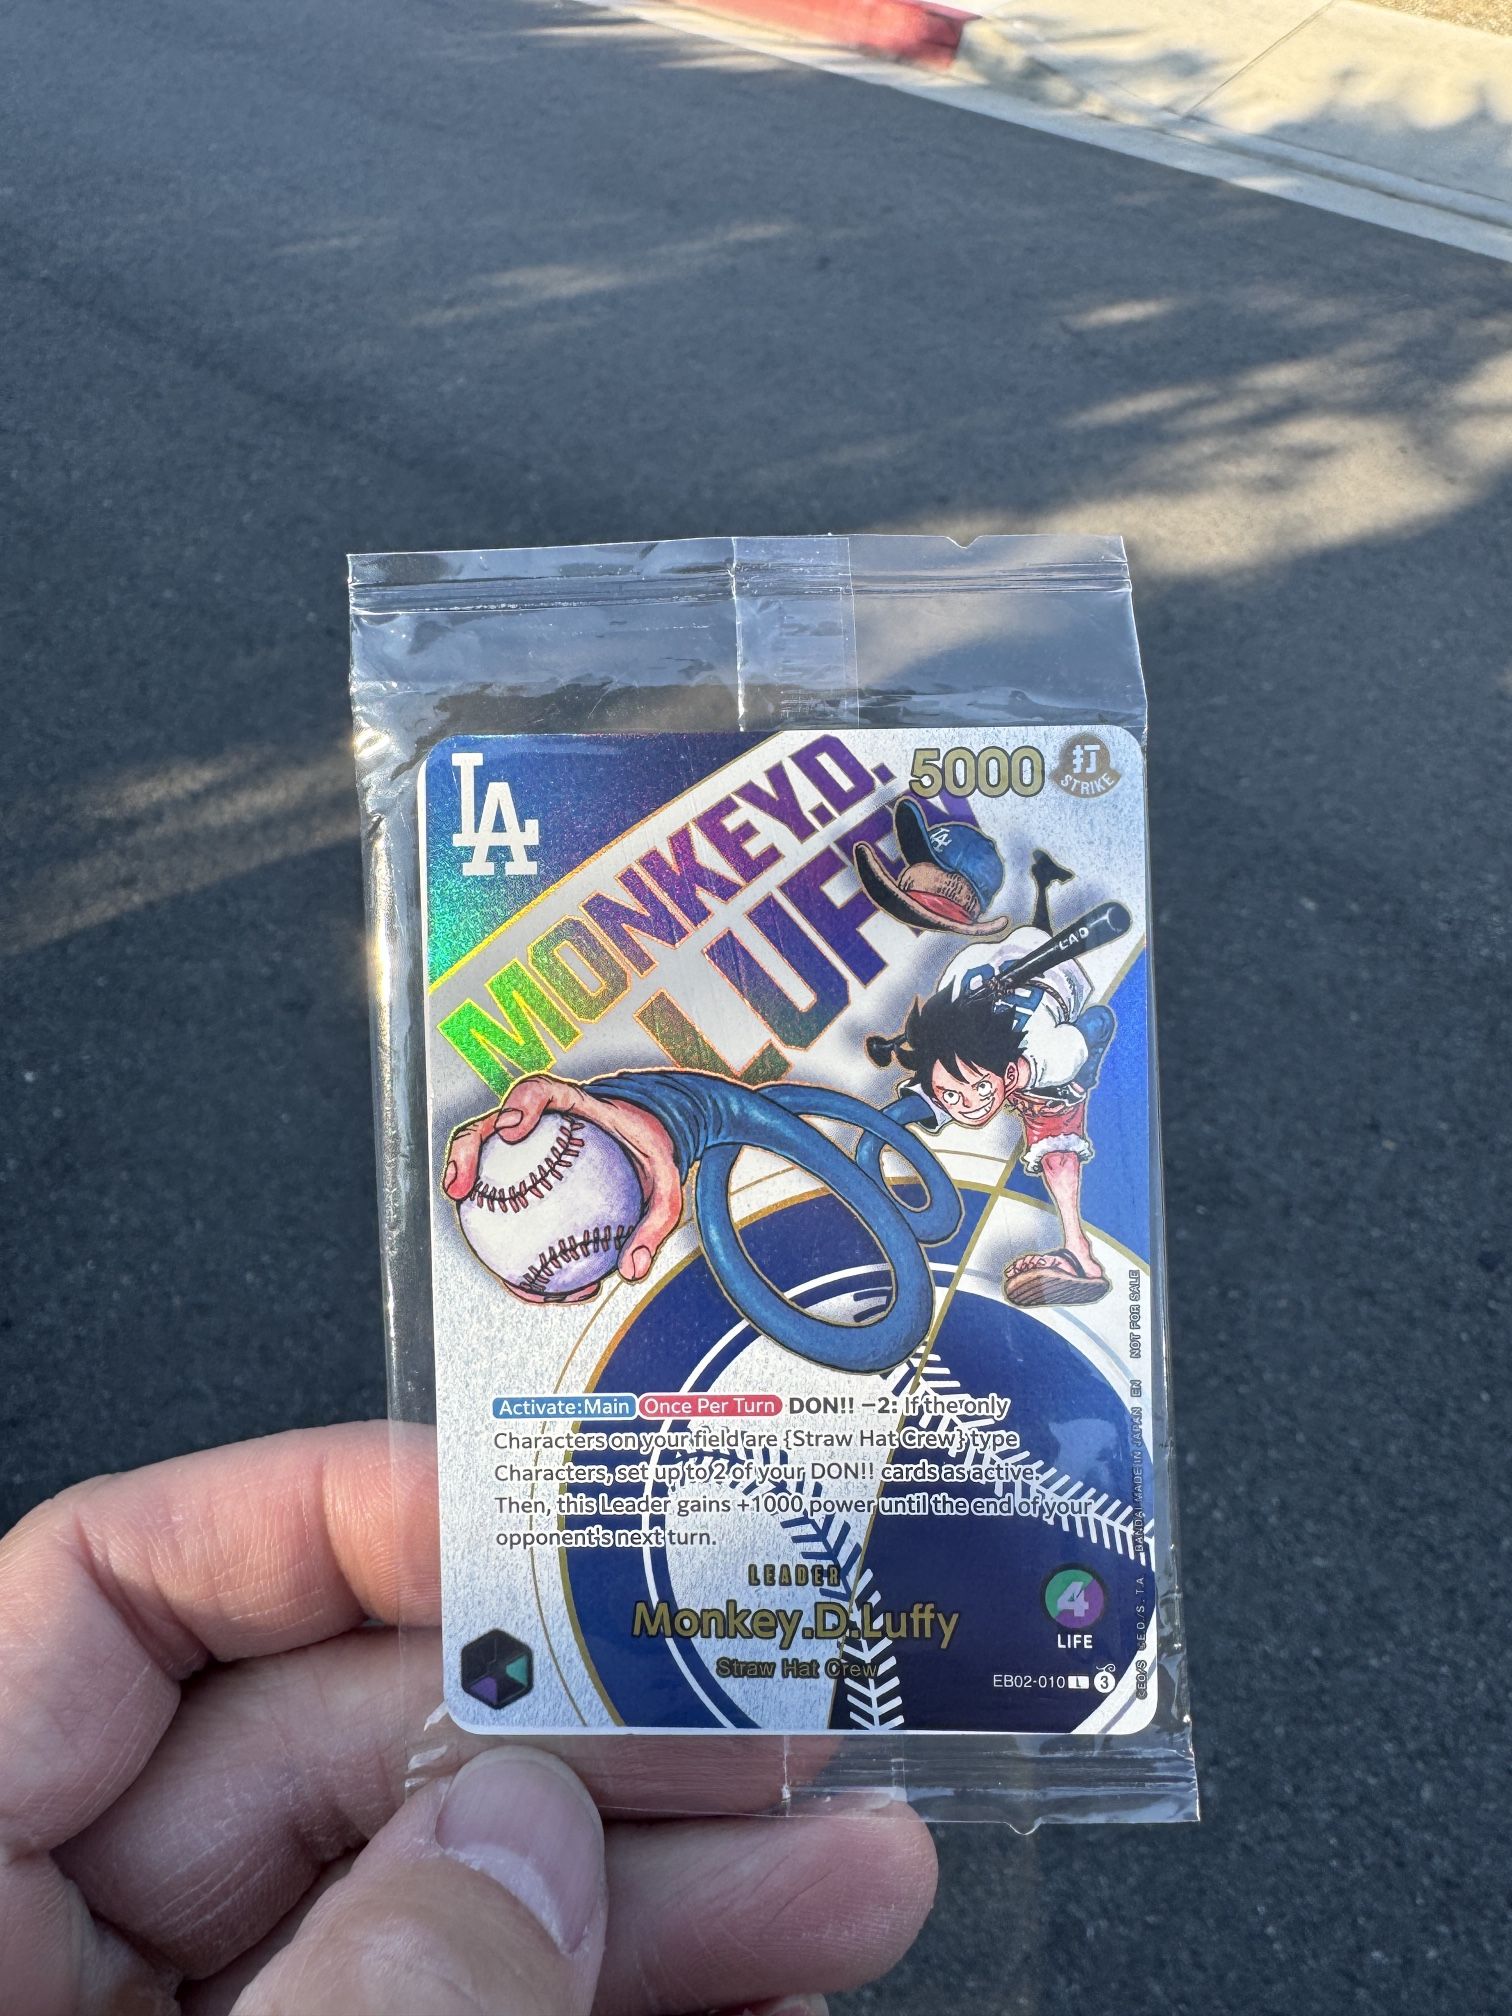 LA
MONKEY.D.
LUFFY
5000
打
STRIKE
LA
LAD
Activate:Main Once Per Turn DON!! −2: If the only
Characters on your field are {Straw Hat Crew} type
Characters, set up to 2 of your DON!! cards as active.
Then, this Leader gains +1000 power until the end of your
opponent's next turn.
LEADER
Monkey.D.Luffy
Straw Hat Crew
4
LIFE
EB02-010 L 3
BANDAI MADE IN JAPAN EN NOT FOR SALE